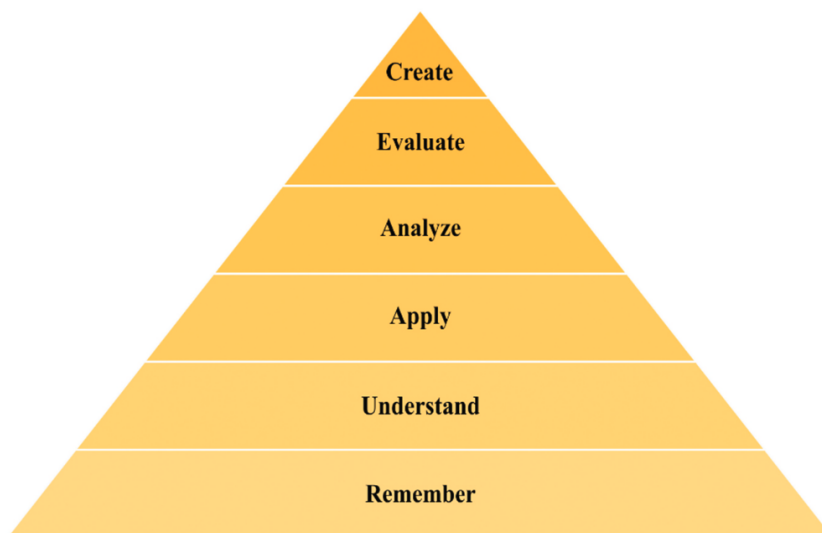 Create
Evaluate
Analyze
Apply
Understand
Remember